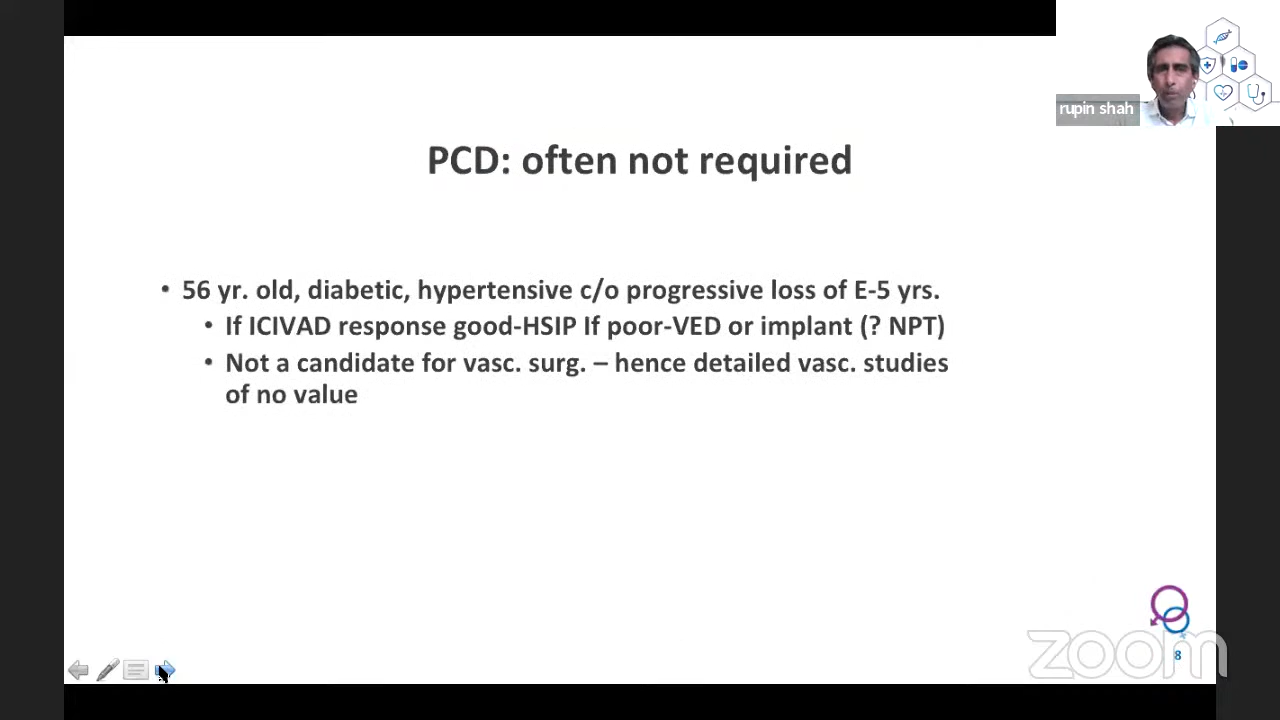 rupin shah
PCD: often not required
• 56 yr. old, diabetic, hypertensive c/o progressive loss of E-5 yrs.
• If ICIVAD response good-HSIP If poor-VED or implant (? NPT)
• Not a candidate for vasc. surg. – hence detailed vasc. studies
of no value
zoom
8